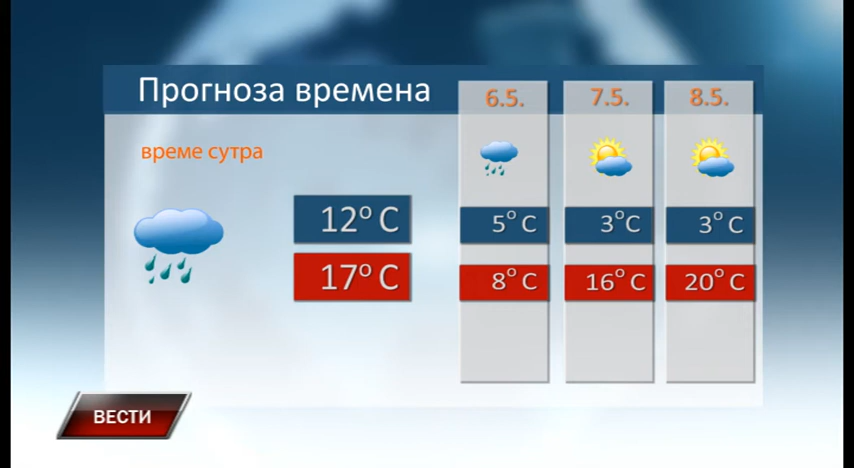 Прогноза времена
време сутра
12° C
17° C
6.5.
7.5.
8.5.
5° C
3°C
3° C
8° C
16° C
20° C
ВЕСТИ